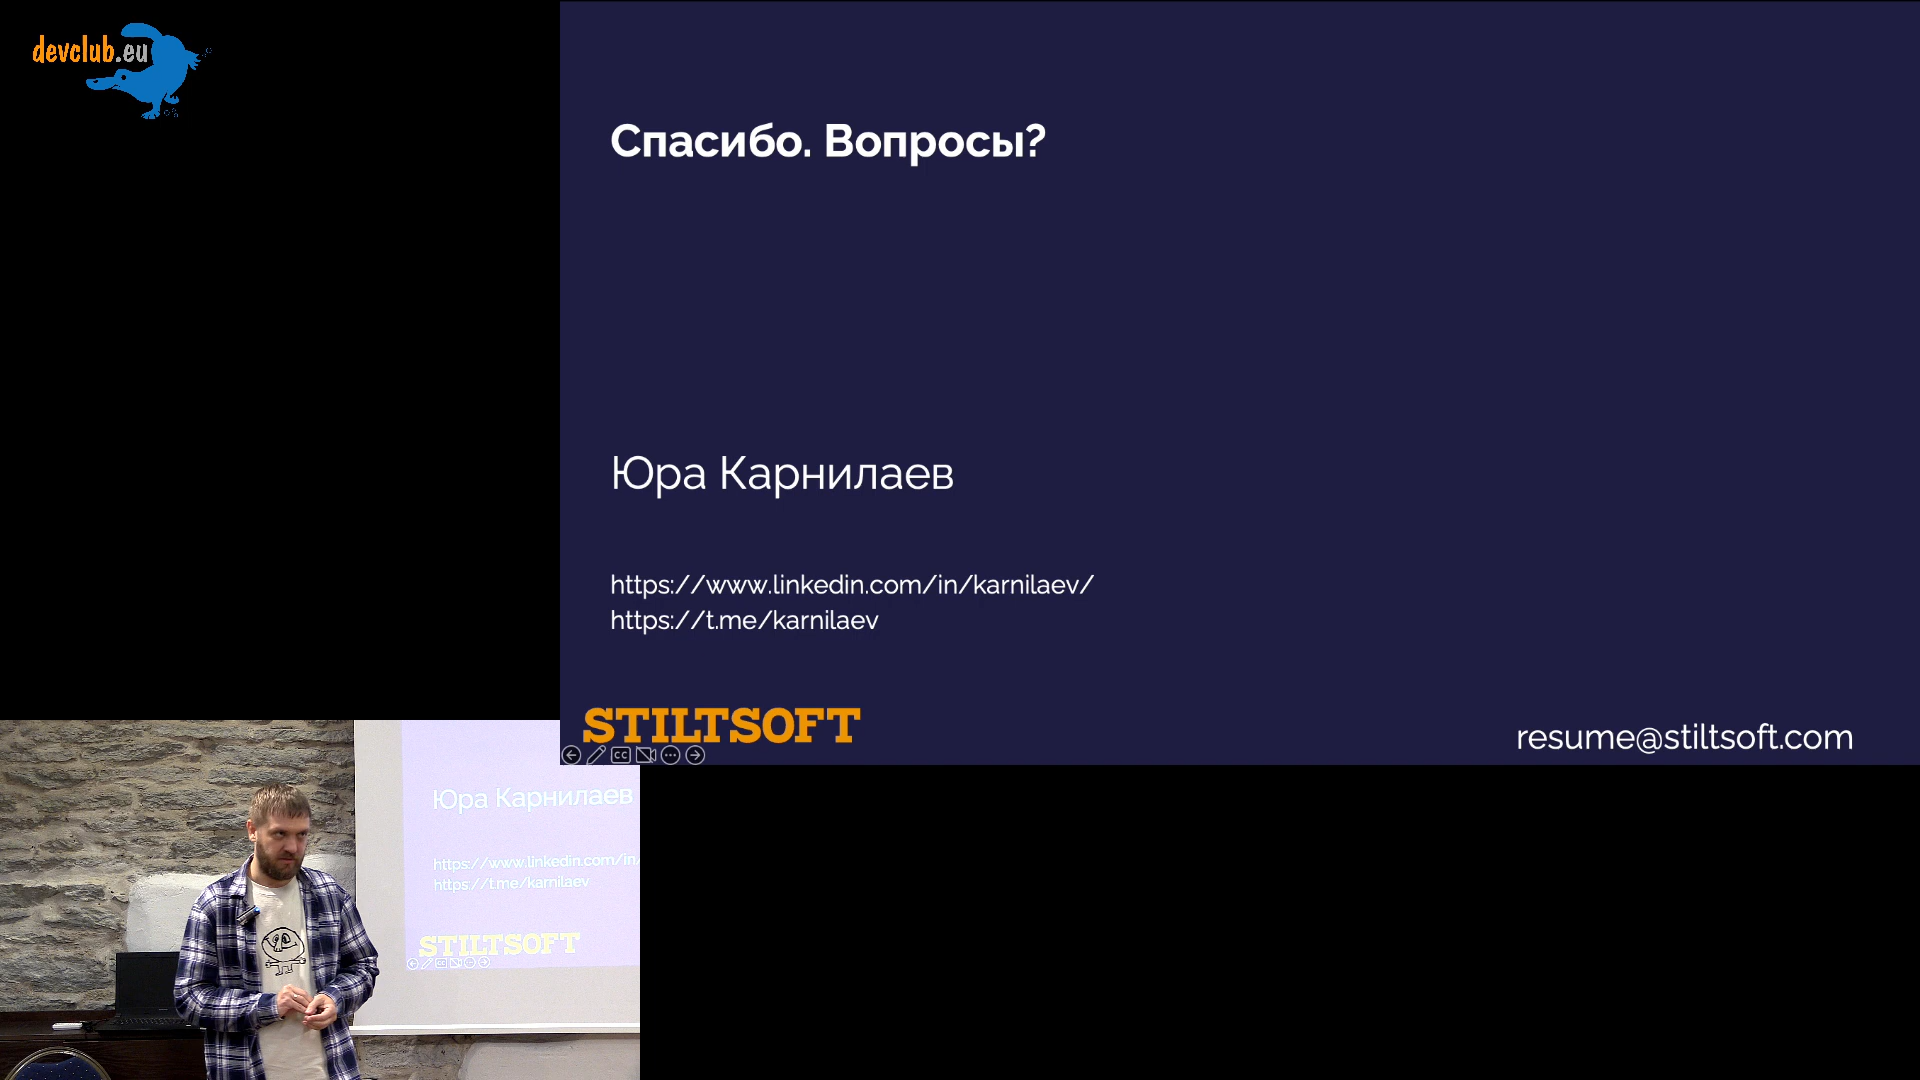 devclub.eu
Спасибо. Вопросы?
Юра Карнилаев
https://www.linkedin.com/in/karnilaev/
https://t.me/karnilaev
STILTSOFT
resume@stiltsoft.com
Юра Карнилаев
https://www.linkedin.com/in/
https://t.me/karnilaev
STILTSOFT